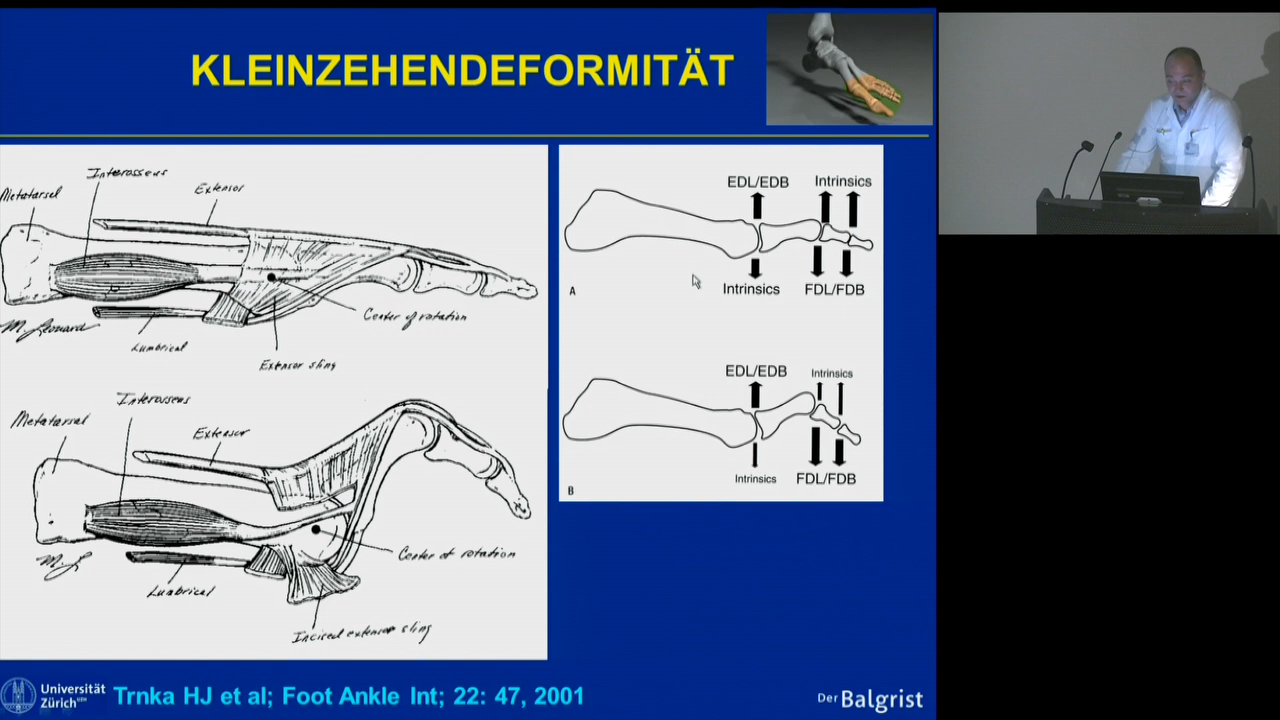 KLEINZEHENDEFORMITÄT
Interosseus
Metatarsal
Extensor
Center of rotation
M. Leonard
Lumbrical
Extensor sling
Interosseus
Metatarsal
Extensor
Center of rotation
Lumbrical
Incised extensor sling
EDL/EDB Intrinsics
Intrinsics FDL/FDB
A
EDL/EDB Intrinsics
Intrinsics FDL/FDB
B
Universität
Zürich UZH
Trnka HJ et al; Foot Ankle Int; 22: 47, 2001
Der Balgrist